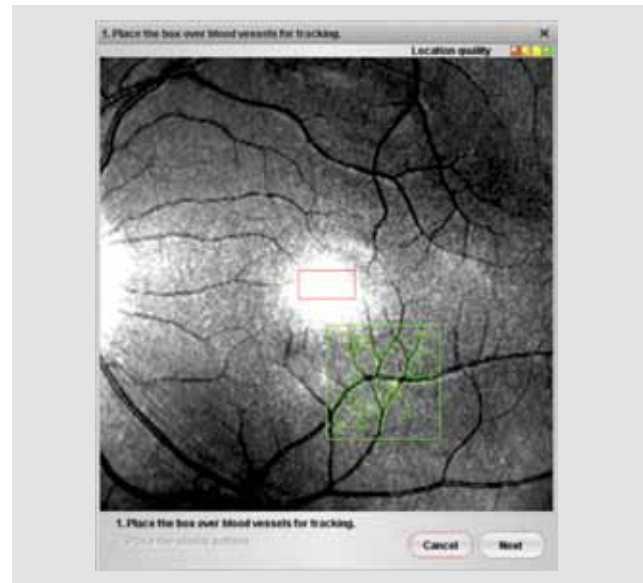 1. Place the box over blood vessels for tracking.
Location quality
1. Place the box over blood vessels for tracking.
Cancel
Next